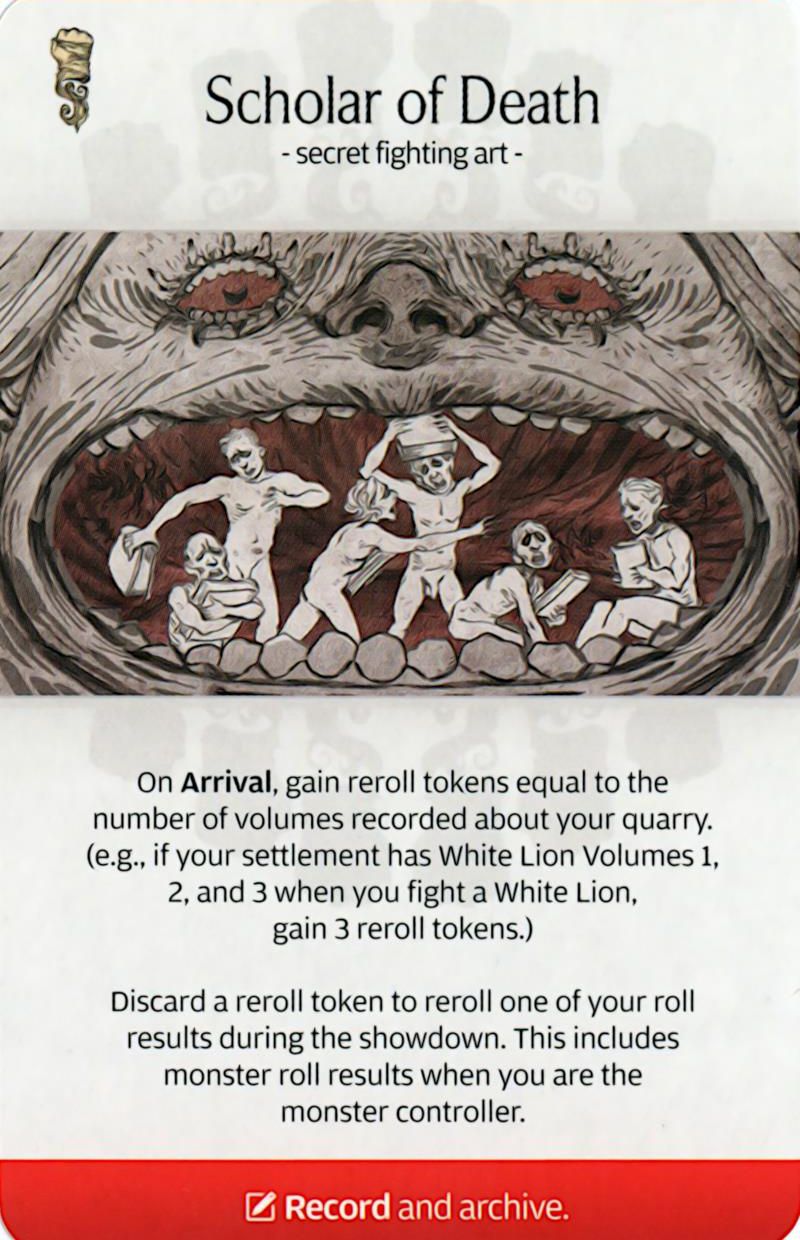 Scholar of Death
- secret fighting art -
On Arrival, gain reroll tokens equal to the
number of volumes recorded about your quarry.
(e.g., if your settlement has White Lion Volumes 1,
2, and 3 when you fight a White Lion,
gain 3 reroll tokens.)
Discard a reroll token to reroll one of your roll
results during the showdown. This includes
monster roll results when you are the
monster controller.
Record and archive.